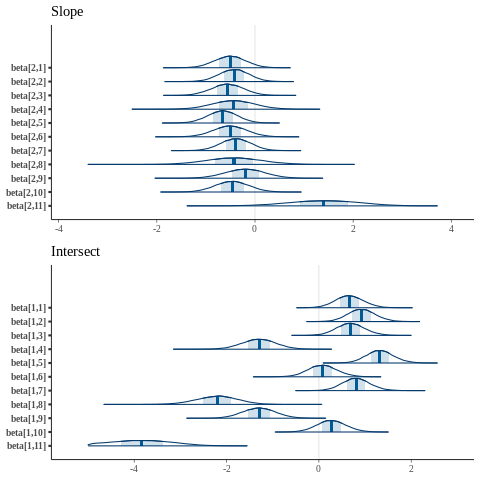 Slope
beta[2,1]
beta[2,2]
beta[2,3]
beta[2,4]
beta[2,5]
beta[2,6]
beta[2,7]
beta[2,8]
beta[2,9]
beta[2,10]
beta[2,11]
-4 -2 0 2 4
Intersect
beta[1,1]
beta[1,2]
beta[1,3]
beta[1,4]
beta[1,5]
beta[1,6]
beta[1,7]
beta[1,8]
beta[1,9]
beta[1,10]
beta[1,11]
-4 -2 0 2